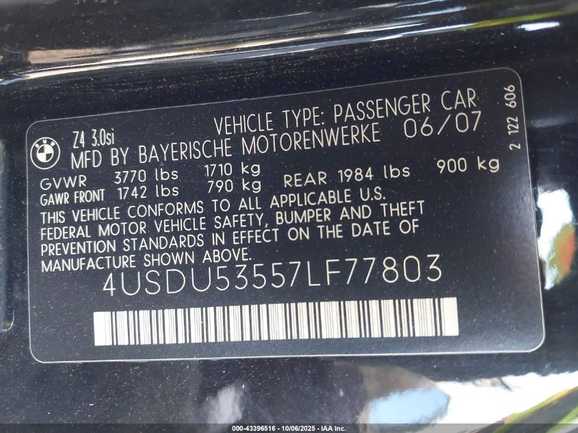 BMW
Z4 3.0si
VEHICLE TYPE: PASSENGER CAR
MFD BY BAYERISCHE MOTORENWERKE 06/07
GVWR 3770 lbs 1710 kg
GAWR FRONT 1742 lbs 790 kg REAR 1984 lbs 900 kg
THIS VEHICLE CONFORMS TO ALL APPLICABLE U.S.
FEDERAL MOTOR VEHICLE SAFETY, BUMPER AND THEFT
PREVENTION STANDARDS IN EFFECT ON THE DATE OF
MANUFACTURE SHOWN ABOVE.
4USDU53557LF77803
2 122 606
000-43396516 - 10/06/2025 - IAA Inc.